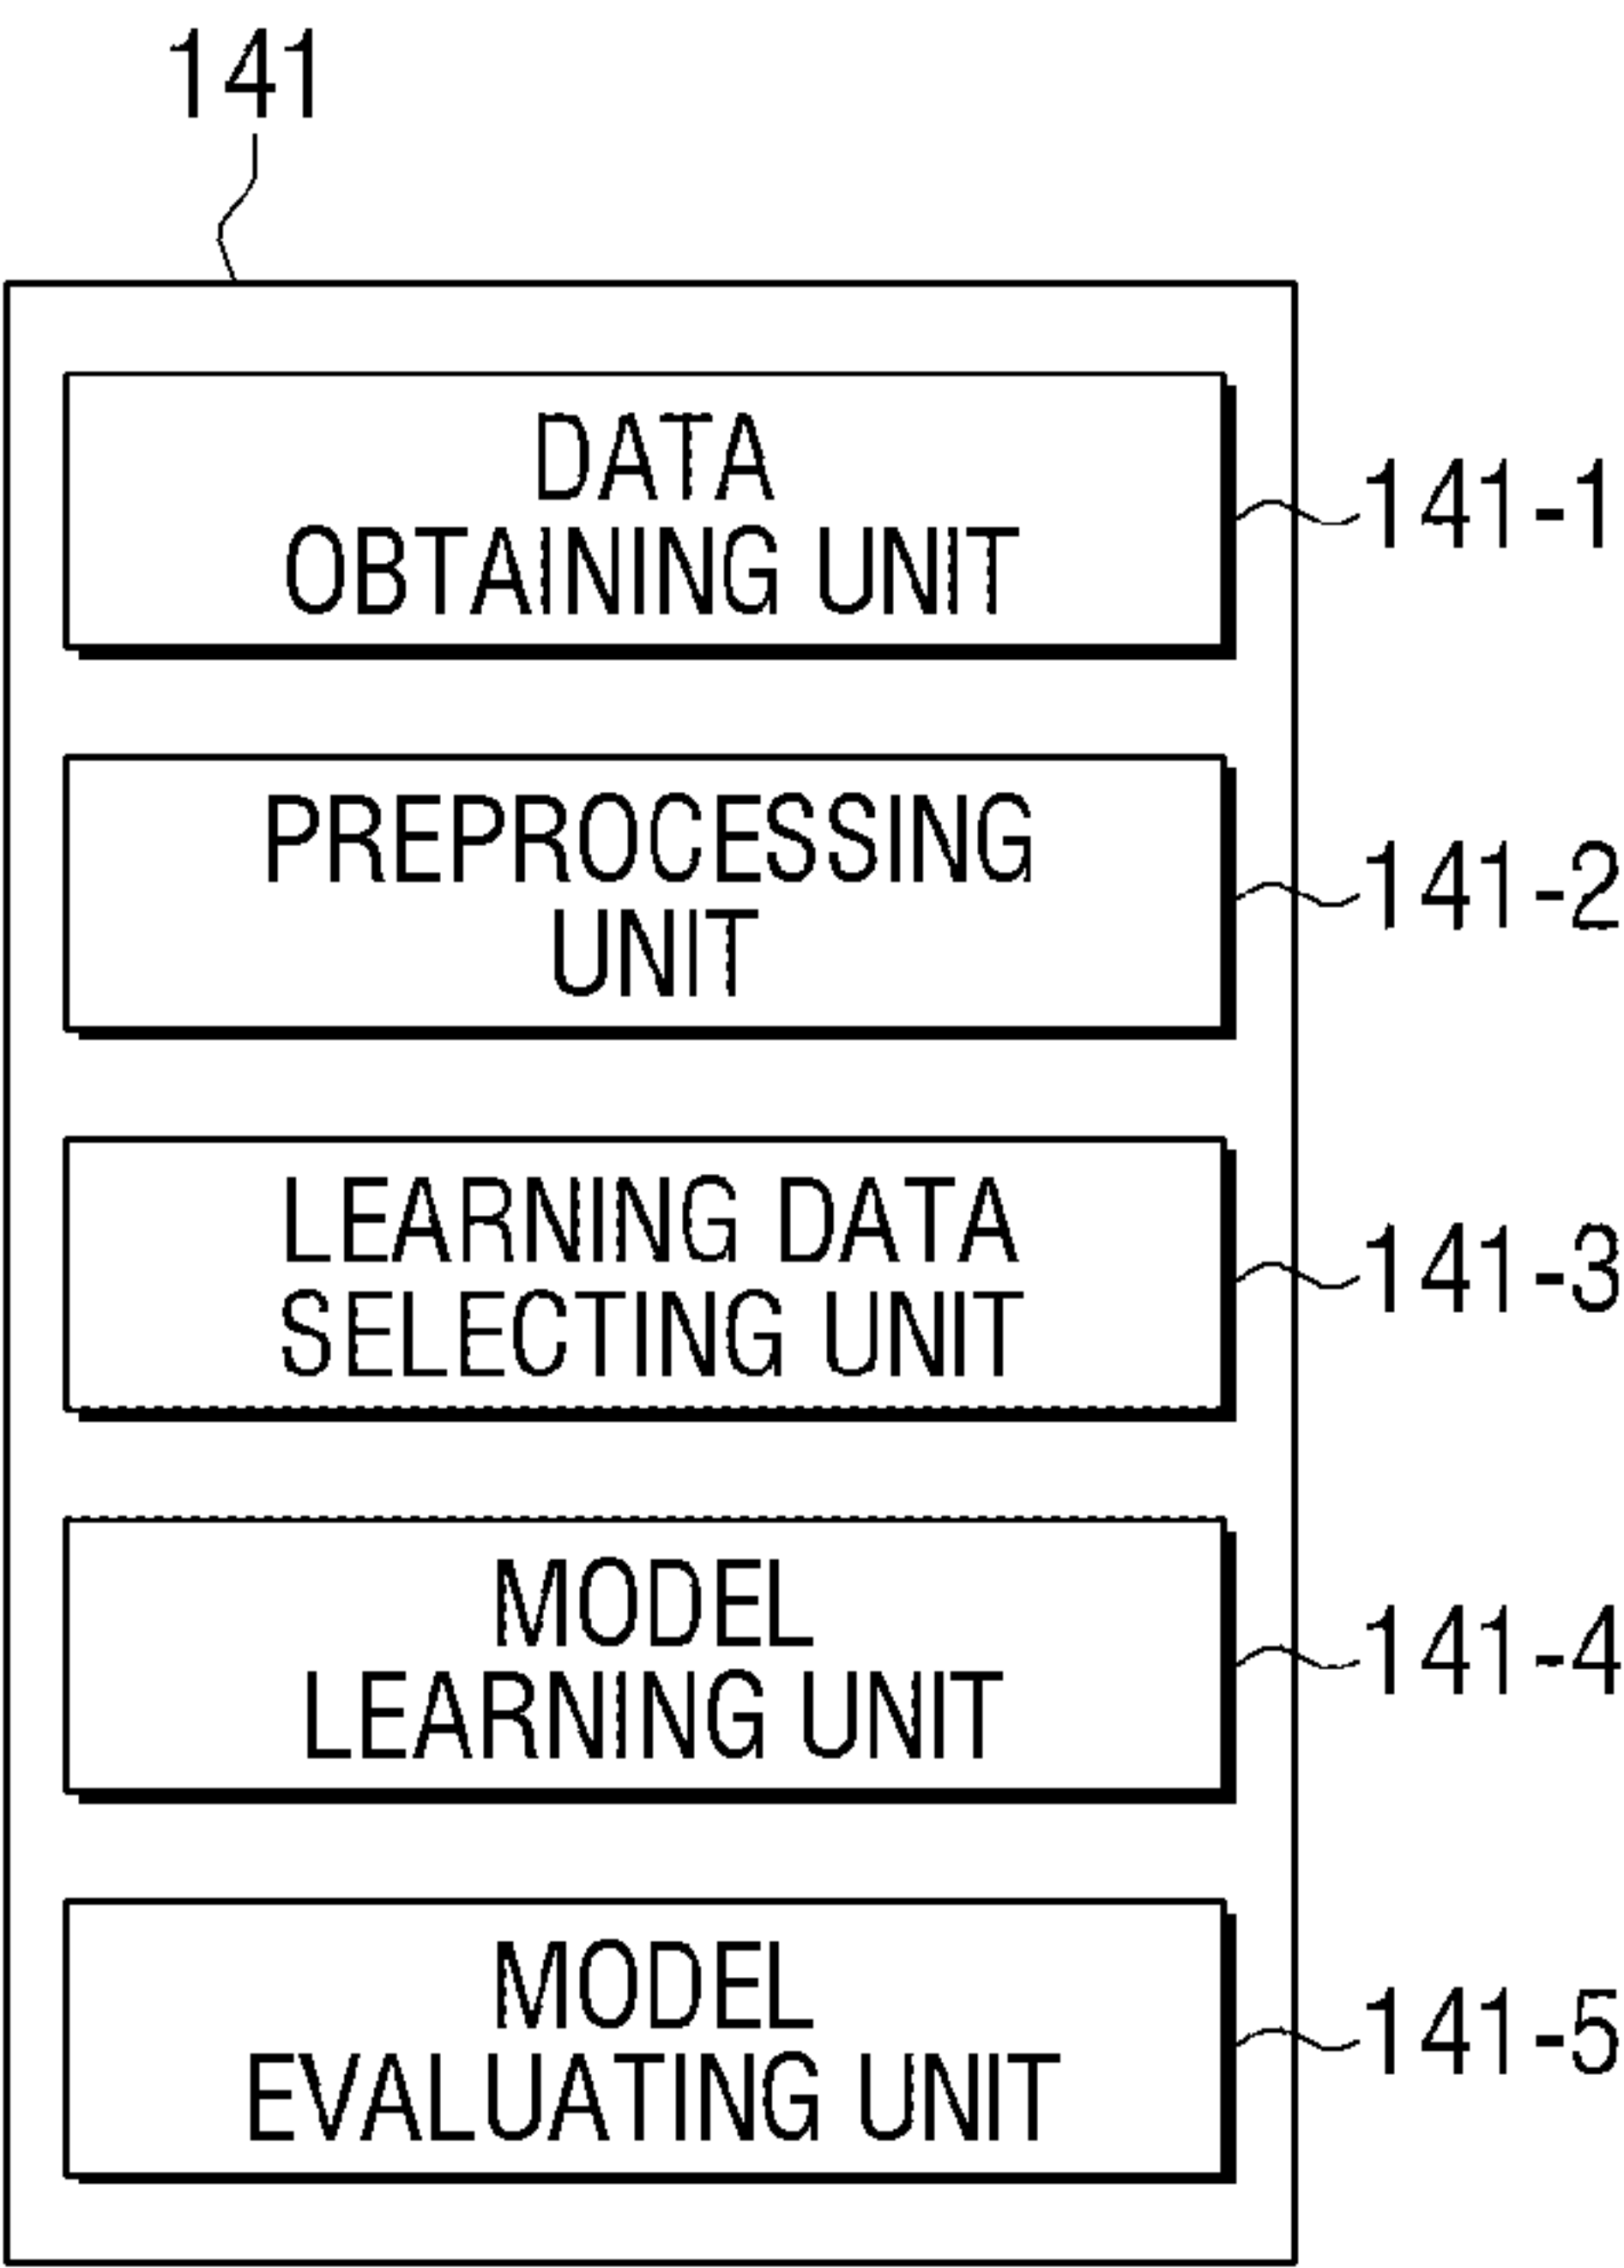 141
DATA
OBTAINING UNIT
141-1
PREPROCESSING
UNIT
141-2
LEARNING DATA
SELECTING UNIT
141-3
MODEL
LEARNING UNIT
141-4
MODEL
EVALUATING UNIT
141-5